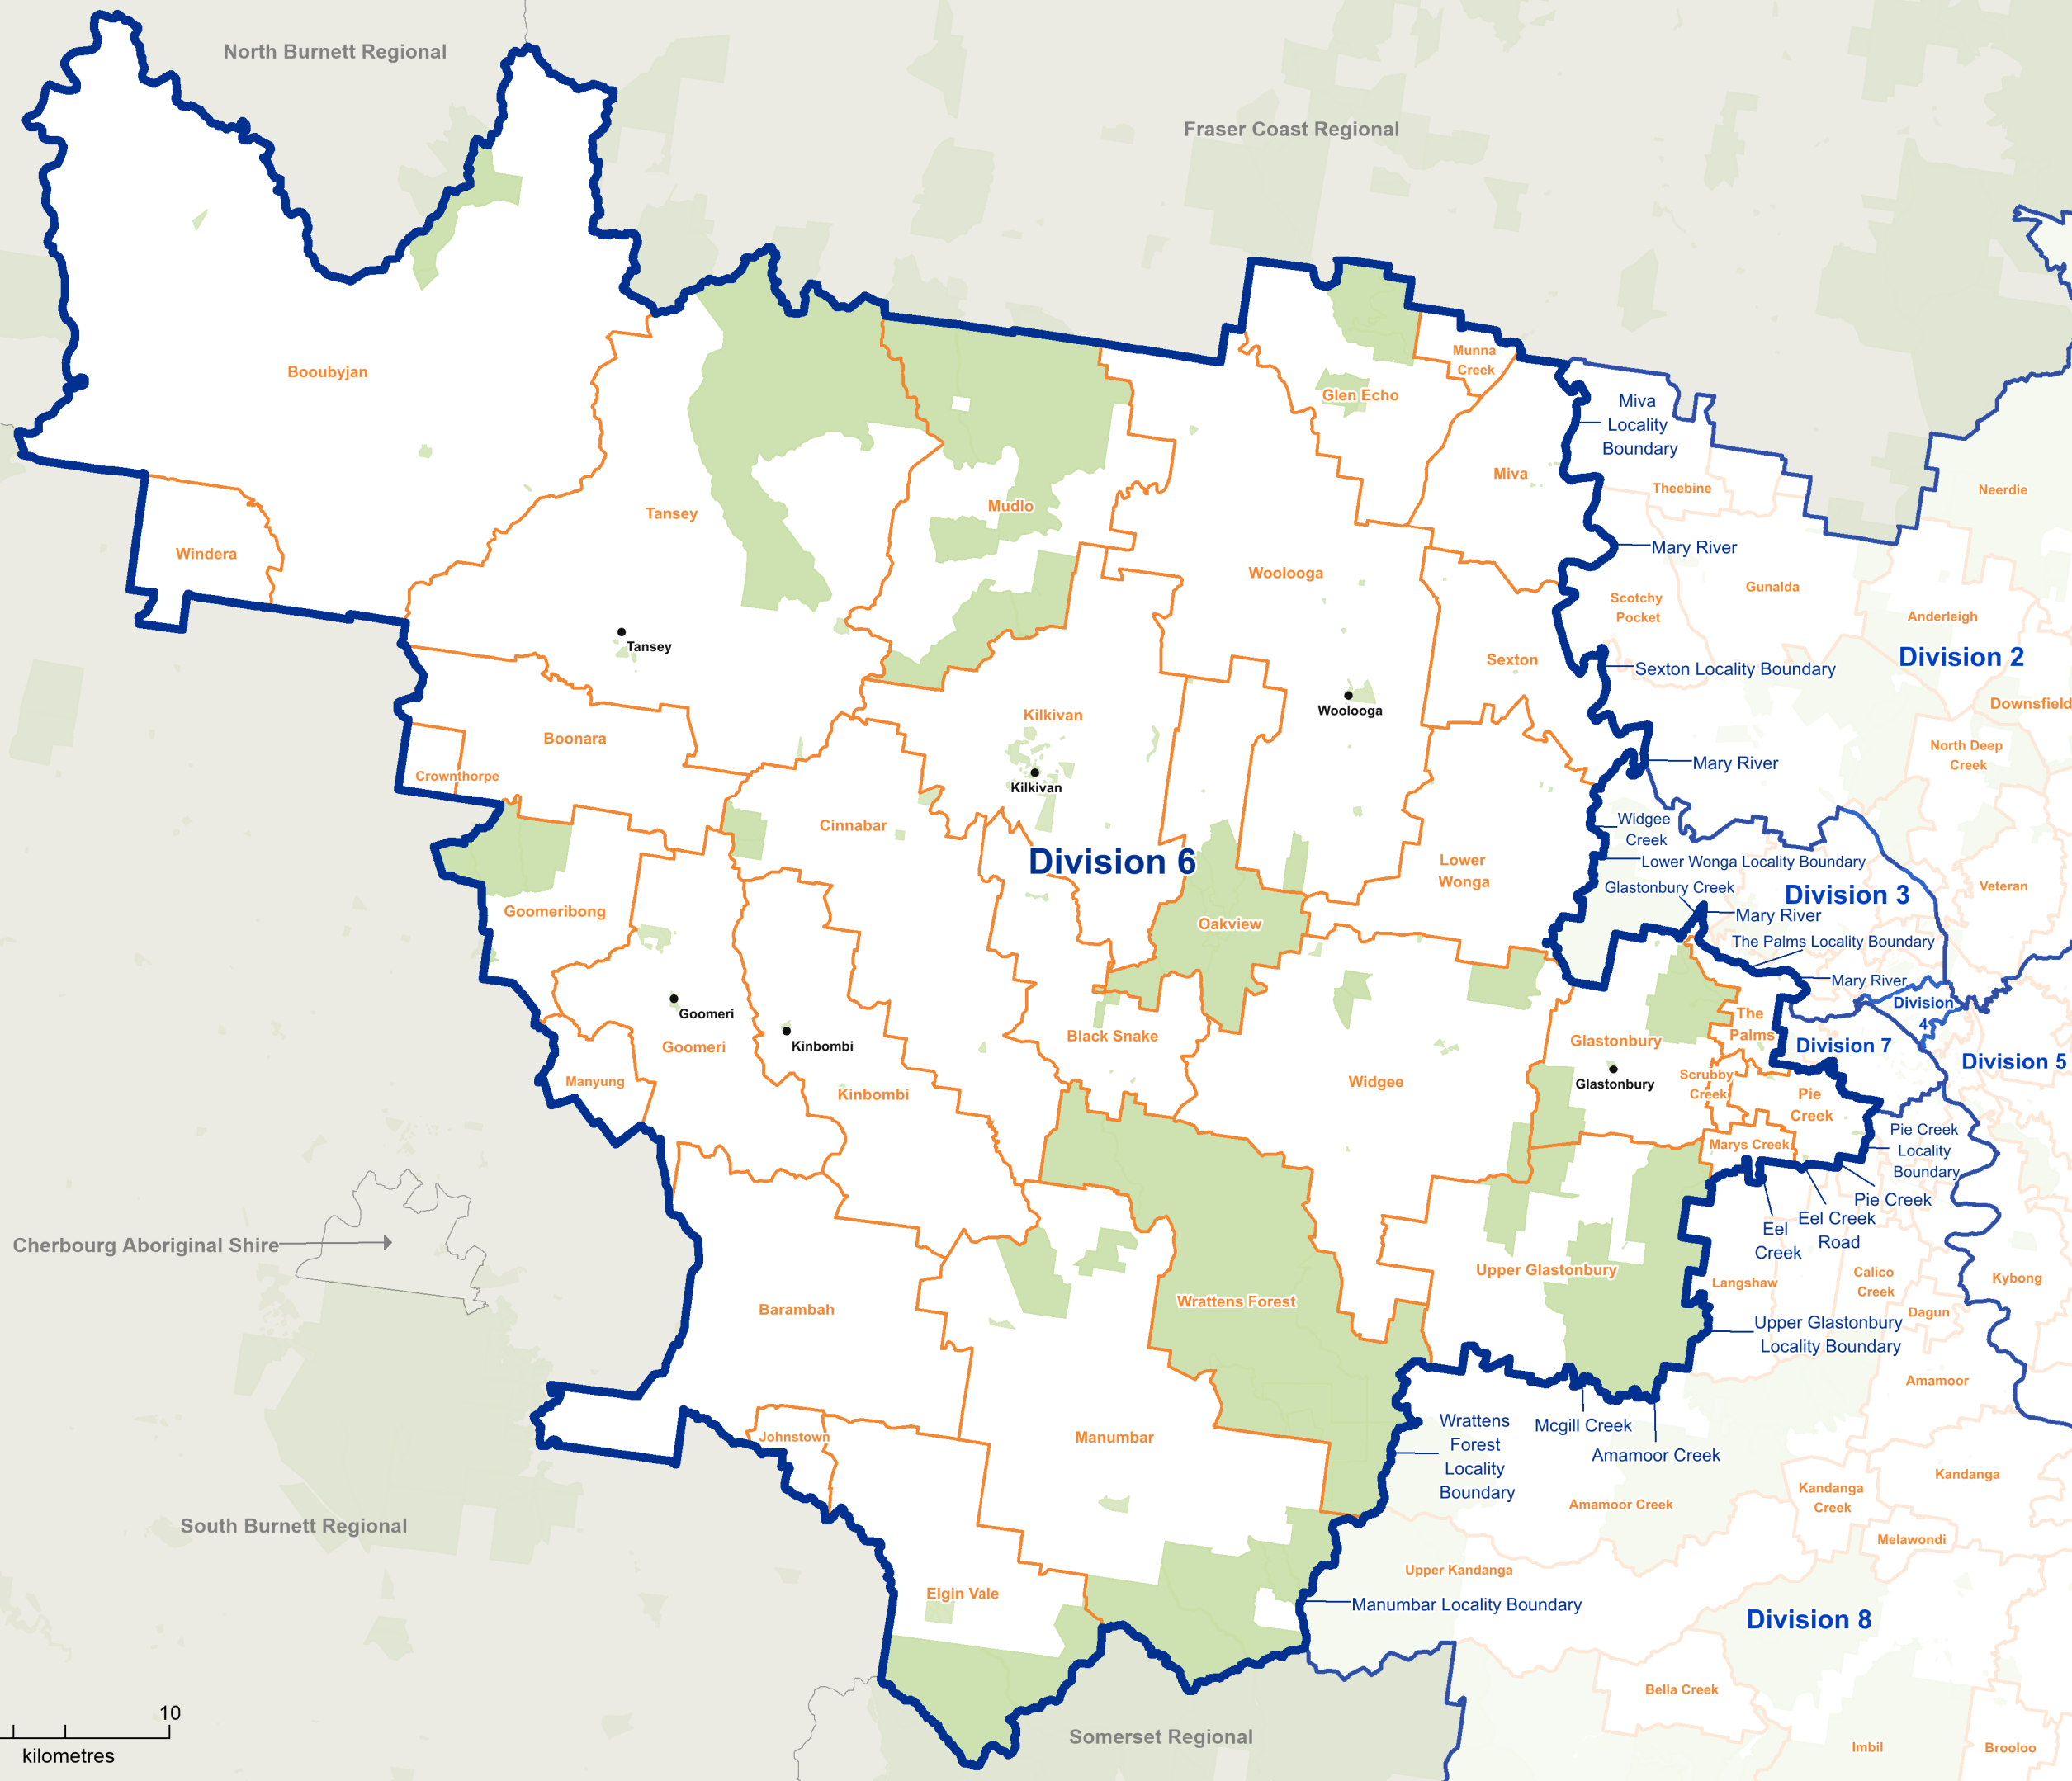 North Burnett Regional
Fraser Coast Regional
Booubyjan
Munna
Creek
Glen Echo
Miva
Locality
Boundary
Miva
Theebine
Neerdie
Tansey
Mudlo
Windera
Woolooga
Mary River
Gunalda
Scotchy
Pocket
Anderleigh
Tansey
Sexton
Sexton Locality Boundary
Division 2
Woolooga
Downsfield
Kilkivan
Boonara
North Deep
Creek
Crownthorpe
Kilkivan
Mary River
Cinnabar
Widgee
Creek
Division 6
Lower
Wonga
Lower Wonga Locality Boundary
Glastonbury Creek
Division 3
Veteran
Goomeribong
Oakview
Mary River
The Palms Locality Boundary
Mary River
Division
4
Goomeri
The
Palms
Black Snake
Glastonbury
Kinbombi
Goomeri
Division 7
Division 5
Manyung
Widgee
Glastonbury
Scrubby
Creek
Kinbombi
Pie
Creek
Marys Creek
Pie Creek
Locality
Boundary
Pie Creek
Eel Creek
Road
Eel
Creek
Cherbourg Aboriginal Shire
Upper Glastonbury
Langshaw
Calico
Creek
Kybong
Wrattens Forest
Barambah
Dagun
Upper Glastonbury
Locality Boundary
Amamoor
Johnstown
Manumbar
Wrattens
Forest
Locality
Boundary
Mcgill Creek
Amamoor Creek
Kandanga
Kandanga
Creek
Amamoor Creek
South Burnett Regional
Melawondi
Upper Kandanga
Elgin Vale
Manumbar Locality Boundary
Division 8
Bella Creek
10
kilometres
Somerset Regional
Imbil
Brooloo